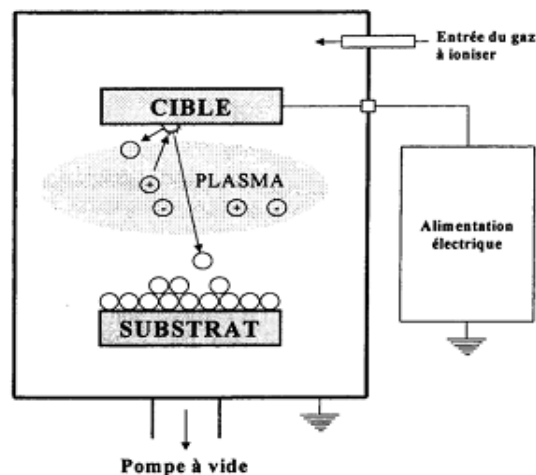 Entrée du gaz
à ioniser
CIBLE
PLASMA
+
- + -
Alimentation
électrique
SUBSTRAT
Pompe à vide